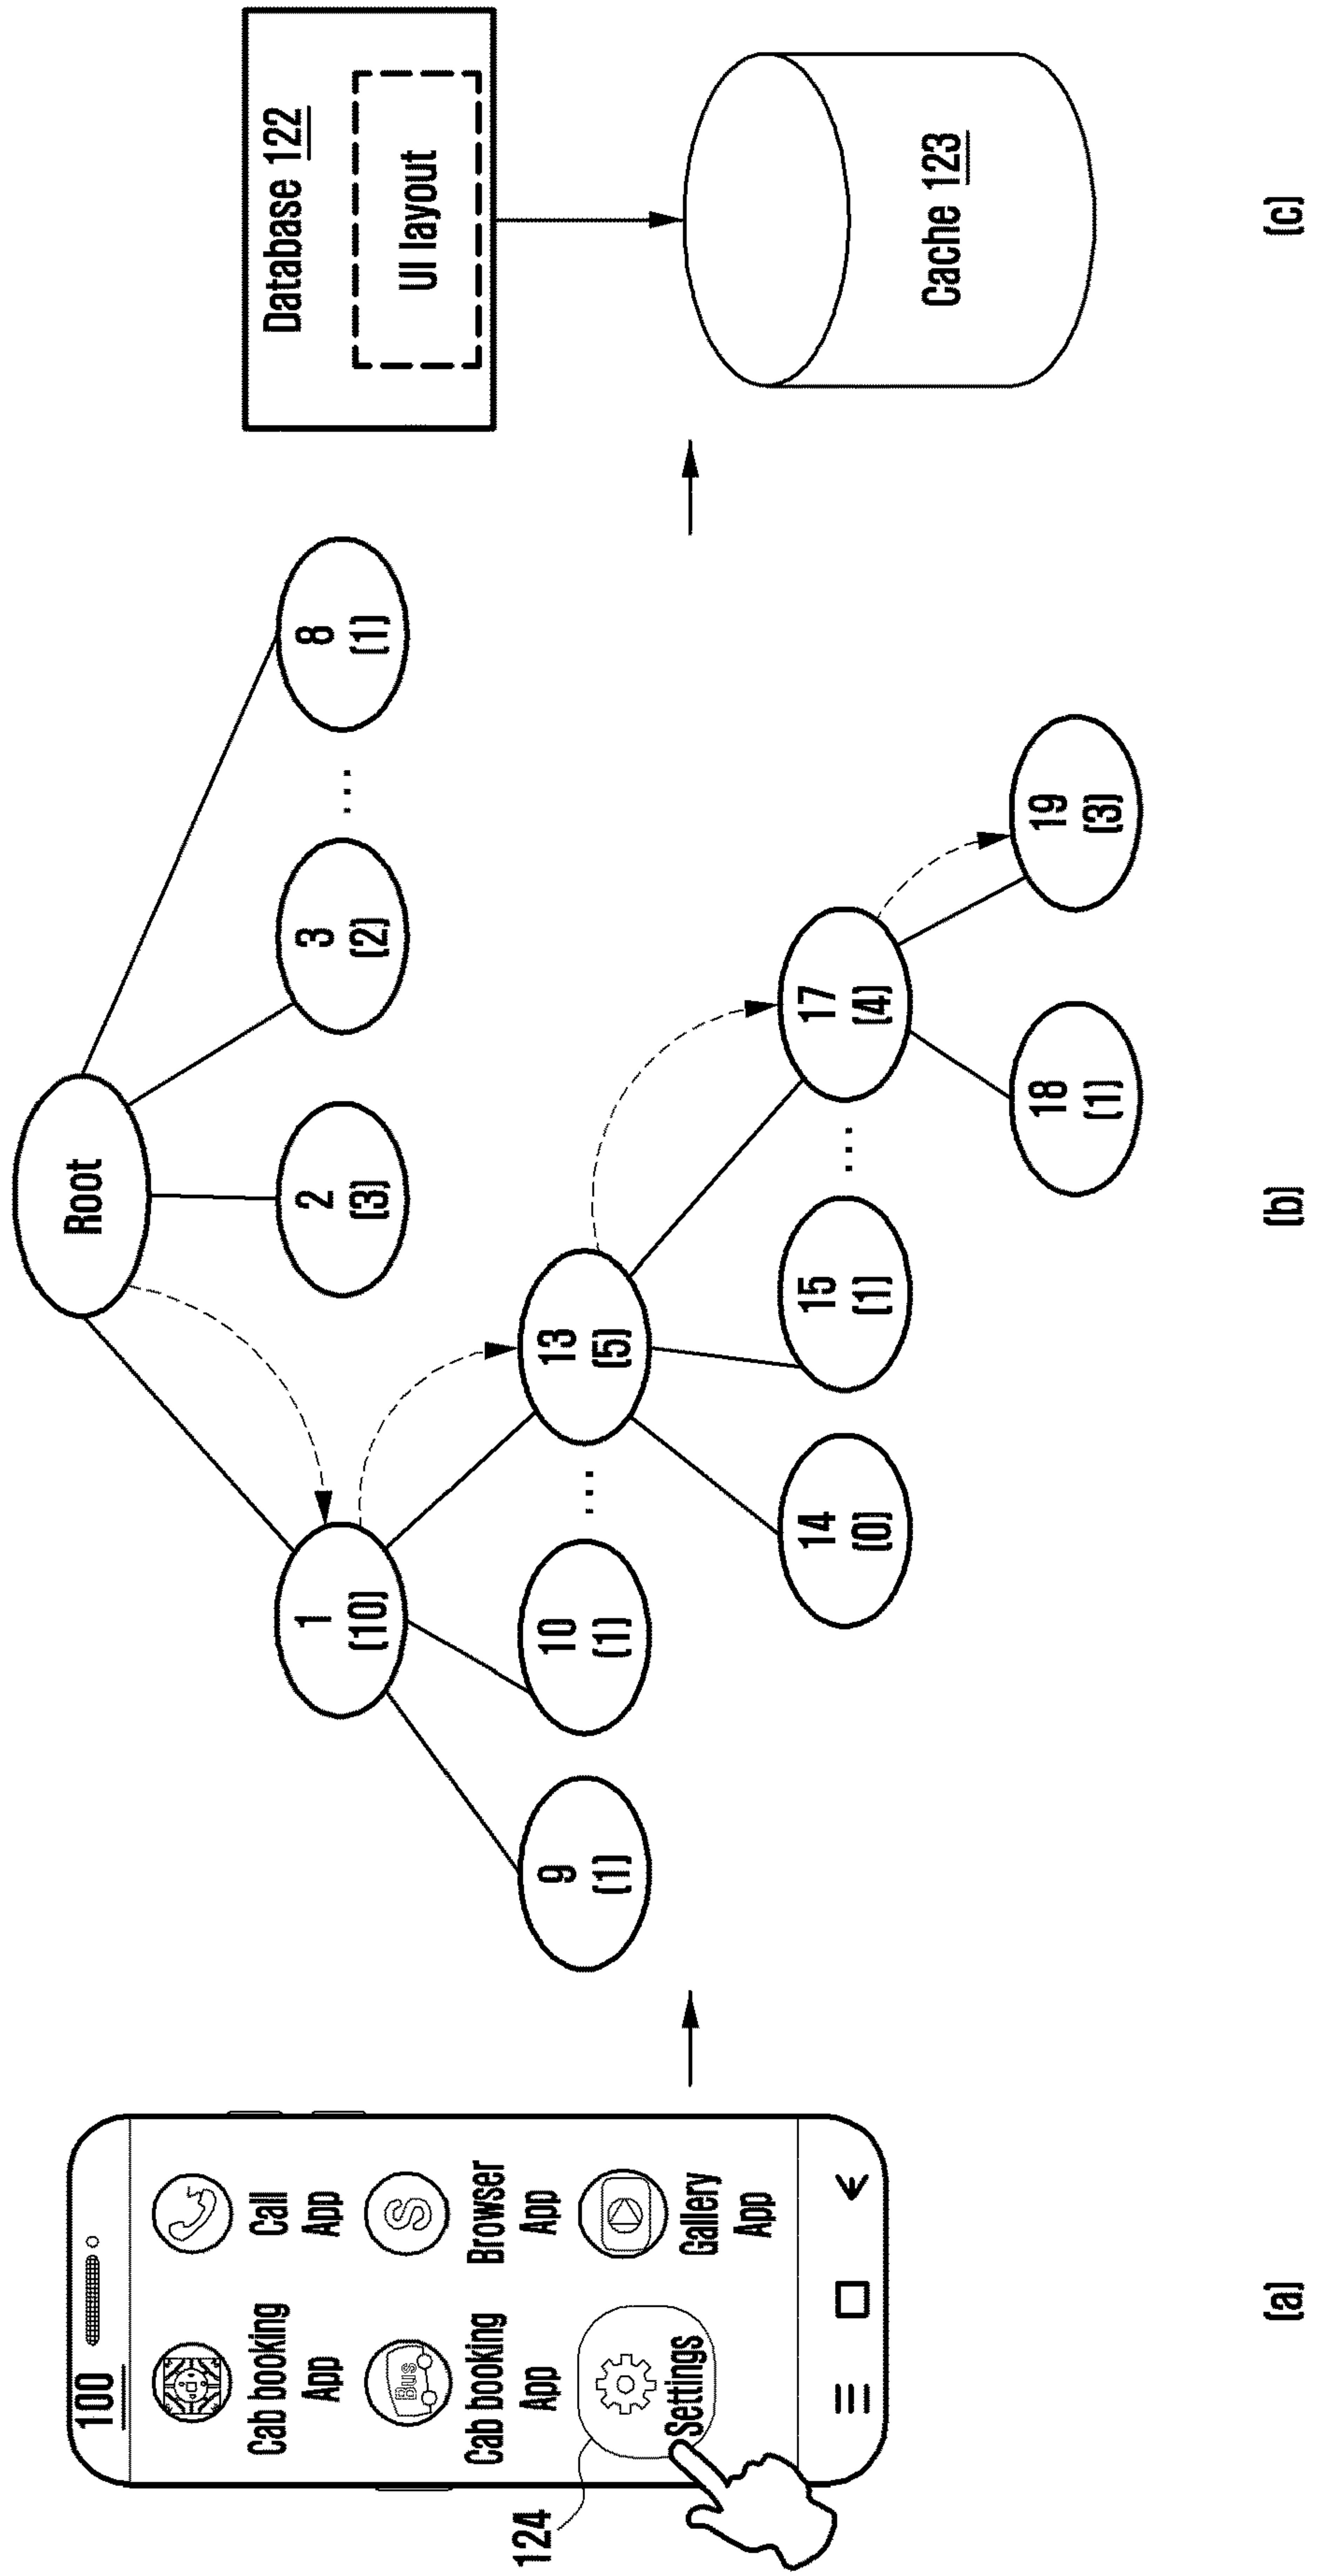 100
Cab booking
App
Call
App
Bus
Cab booking
App
S
Browser
App
Settings
Gallery
App
124
(a)
Root
1
(10)
2
(3)
3
(2)
...
8
(1)
9
(1)
10
(1)
...
13
(5)
14
(0)
15
(1)
...
17
(4)
18
(1)
19
(3)
(b)
Database 122
UI layout
Cache 123
(c)